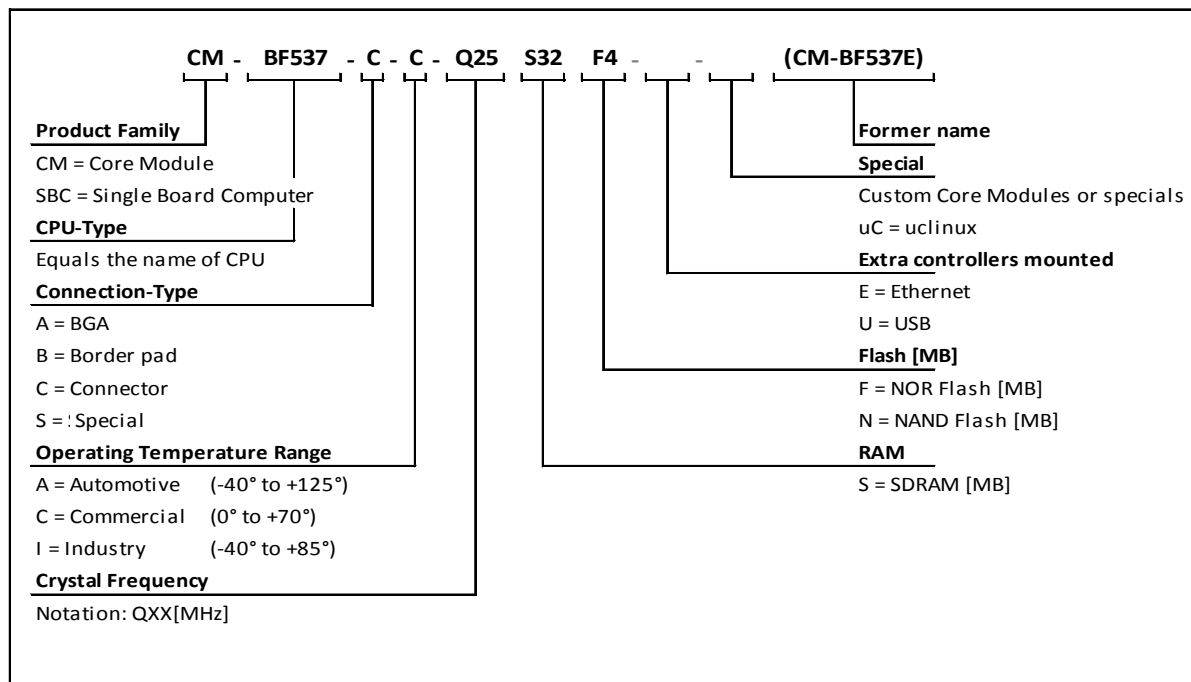 CM - BF537 - C - C - Q25 S32 F4 - - (CM-BF537E)
Product Family
CM = Core Module
SBC = Single Board Computer
CPU-Type
Equals the name of CPU
Connection-Type
A = BGA
B = Border pad
C = Connector
S = : Special
Operating Temperature Range
A = Automotive (-40° to +125°)
C = Commercial (0° to +70°)
I = Industry (-40° to +85°)
Crystal Frequency
Notation: QXX[MHz]
Former name
Special
Custom Core Modules or specials
uC = uclinux
Extra controllers mounted
E = Ethernet
U = USB
Flash [MB]
F = NOR Flash [MB]
N = NAND Flash [MB]
RAM
S = SDRAM [MB]